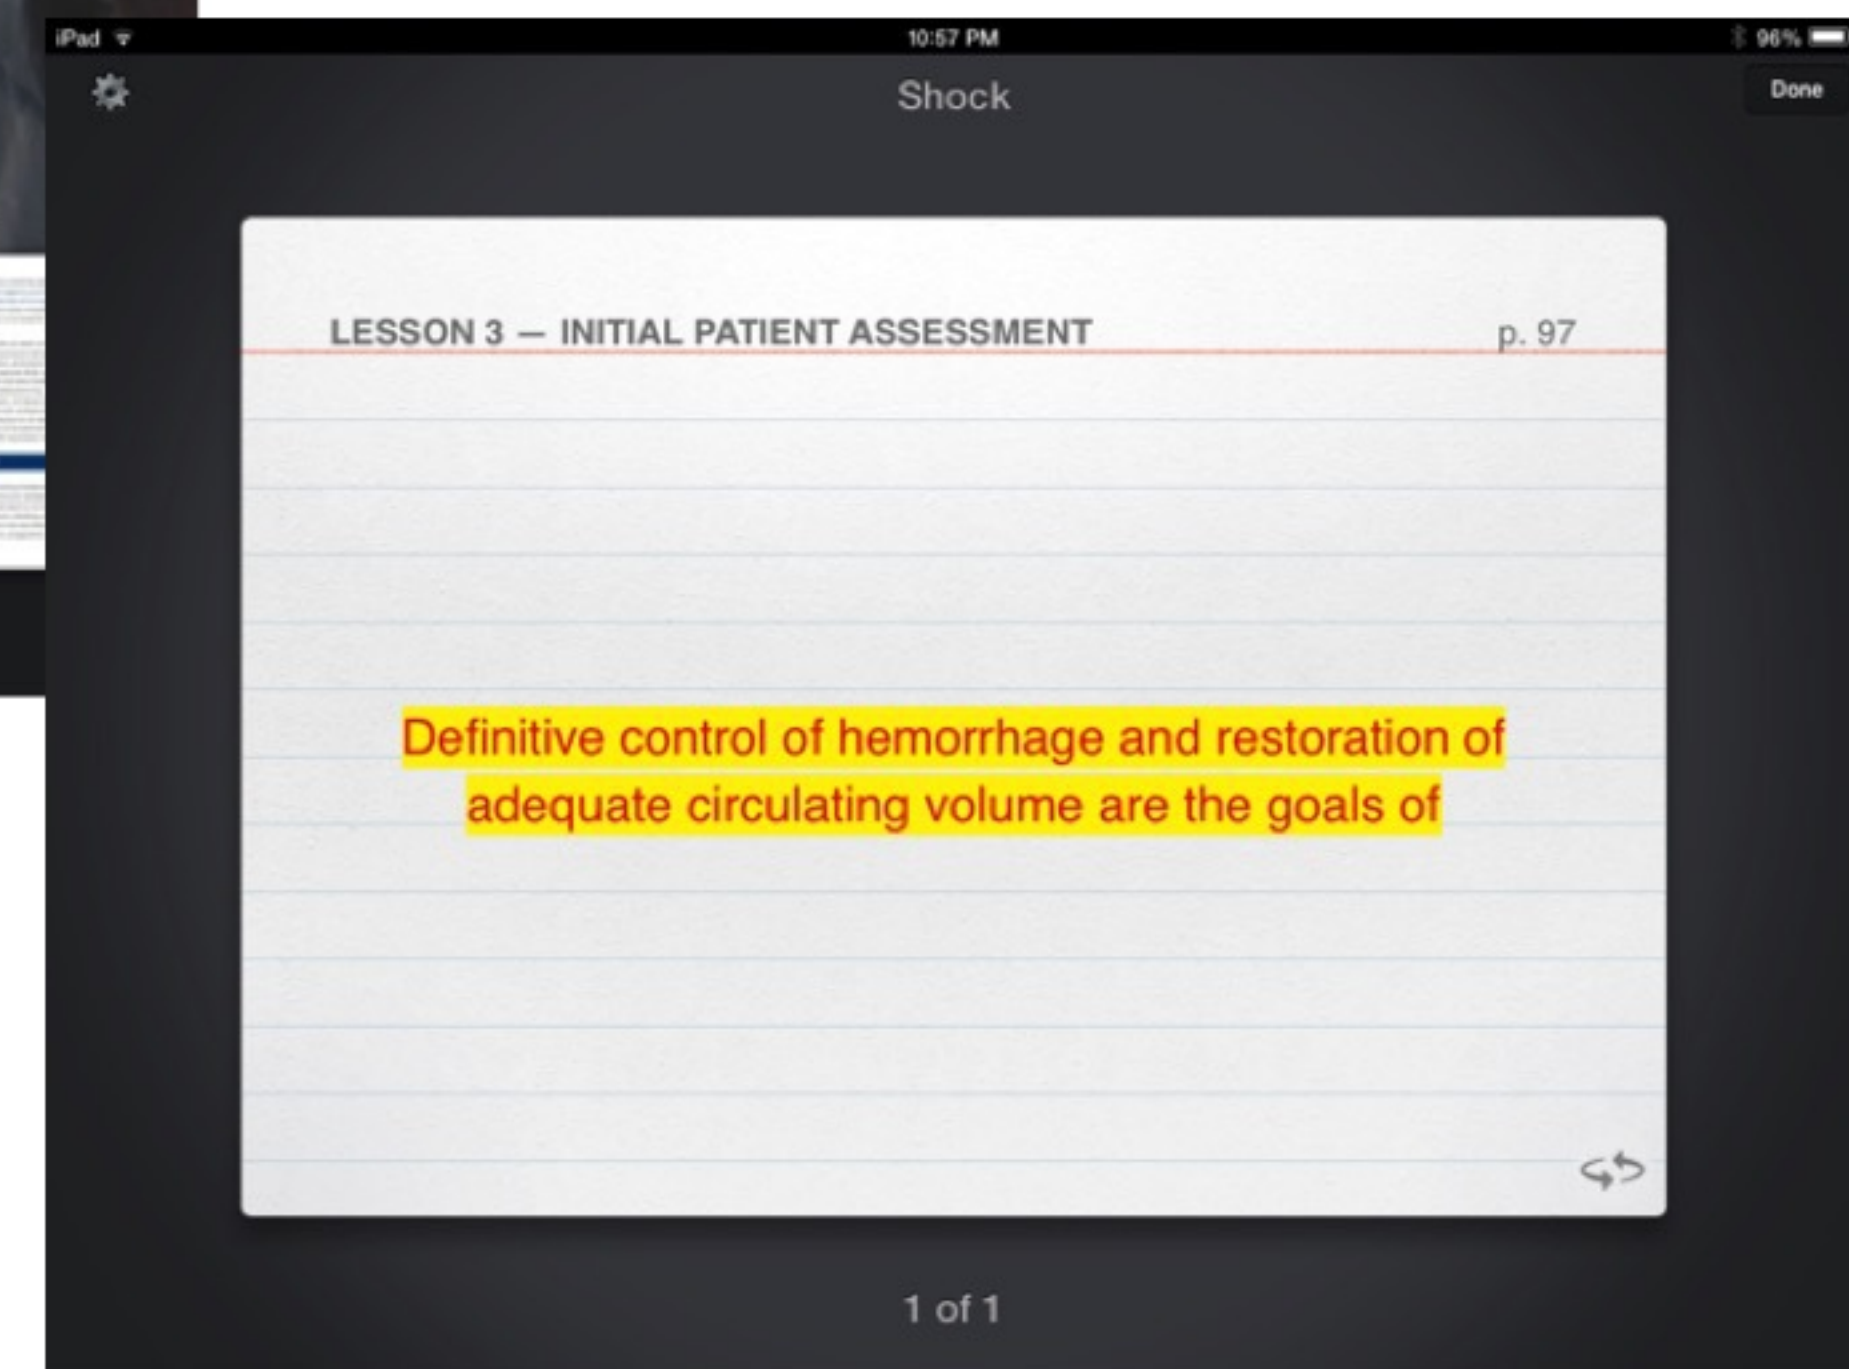 iPad
10:57 PM
96%
Shock
Done
LESSON 3 — INITIAL PATIENT ASSESSMENT
p. 97
Definitive control of hemorrhage and restoration of
adequate circulating volume are the goals of
1 of 1